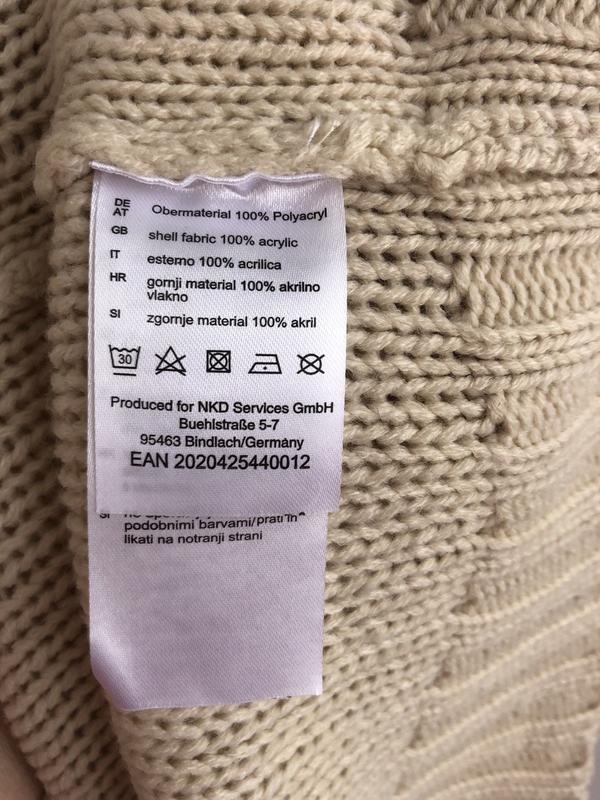 DE
AT
Obermaterial 100% Polyacryl
GB shell fabric 100% acrylic
IT esterno 100% acrilica
HR gornji material 100% akrilno
vlakno
SI zgornje material 100% akril
30
Produced for NKD Services GmbH
Buehlstraße 5-7
95463 Bindlach/Germany
EAN 2020425440012
SI
podobnimi barvami/prati in
likati na notranji strani